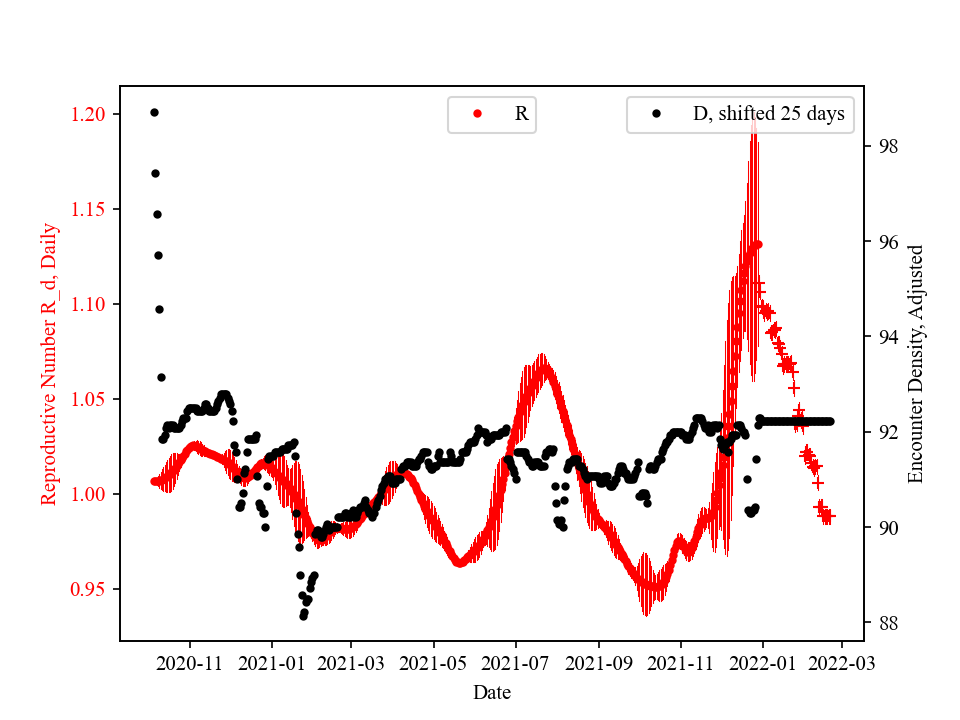 R
D, shifted 25 days
1.20
1.15
1.10
1.05
1.00
0.95
Reproductive Number R_d, Daily
98
96
94
92
90
88
Encounter Density, Adjusted
2020-11 2021-01 2021-03 2021-05 2021-07 2021-09 2021-11 2022-01 2022-03
Date